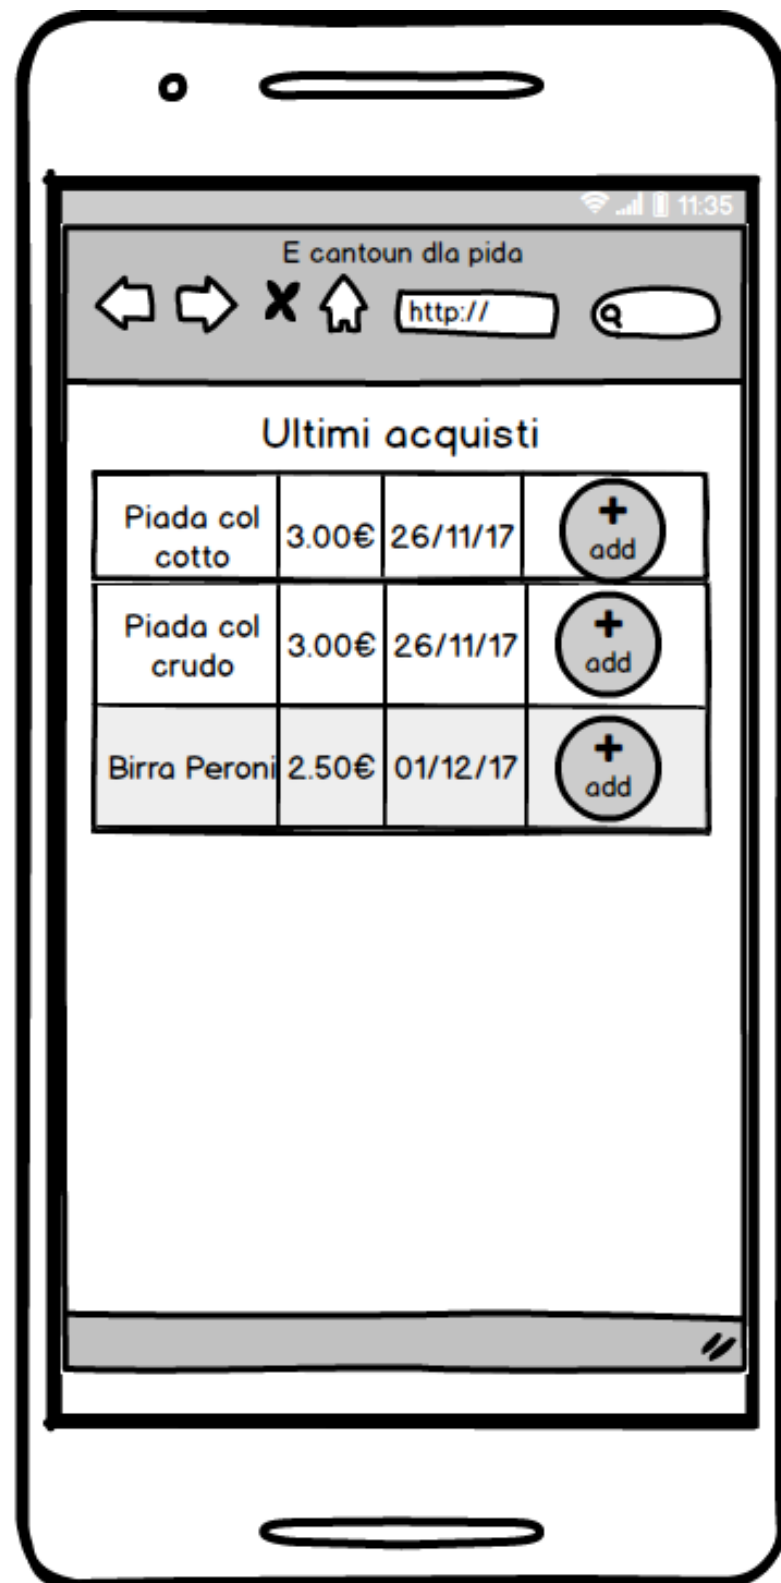 11:35
E cantoun dla pida
http://
Ultimi acquisti
Piada col
cotto
3.00€
26/11/17
+
add
Piada col
crudo
3.00€
26/11/17
+
add
Birra Peroni
2.50€
01/12/17
+
add